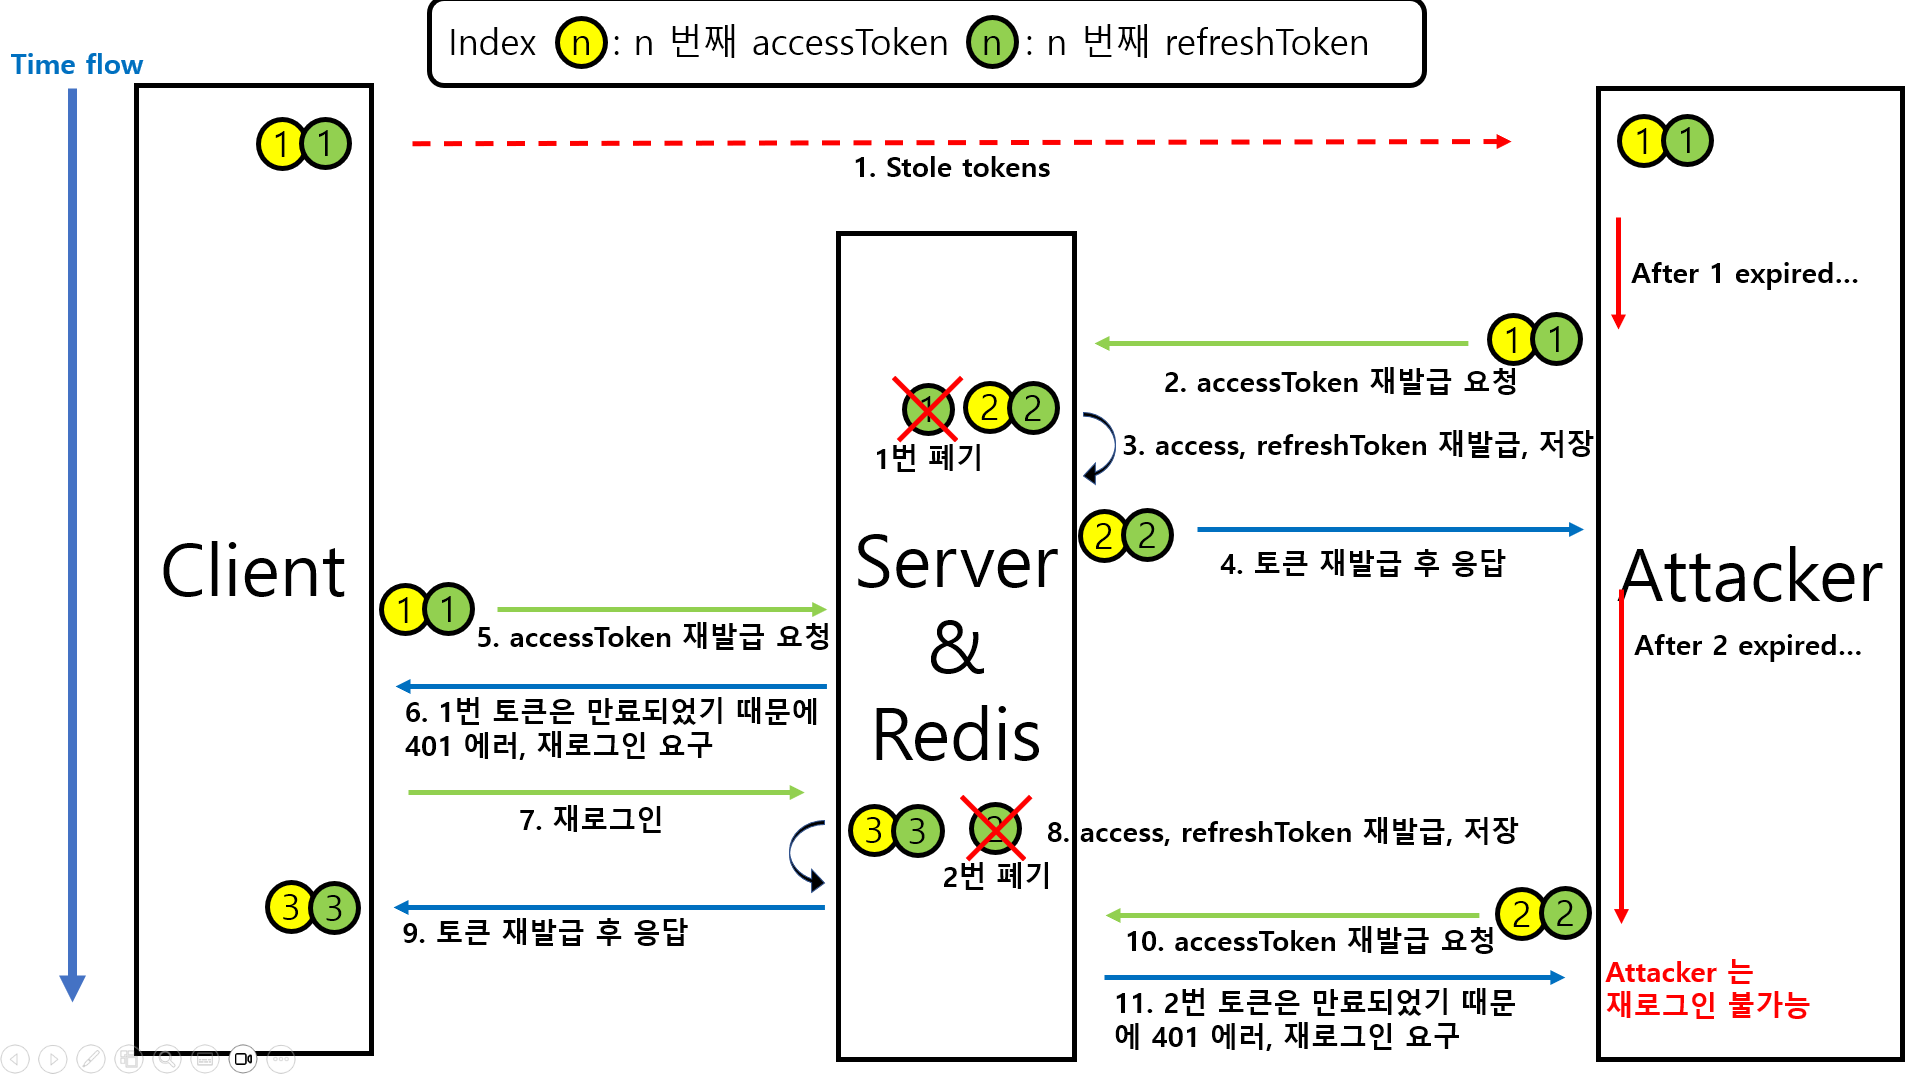 Index n : n 번째 accessToken n : n 번째 refreshToken
Time flow
1 1
1 1
1. Stole tokens
After 1 expired...
1 1
2. accessToken 재발급 요청
1 2 2
1번 폐기
3. access, refreshToken 재발급, 저장
2 2
4. 토큰 재발급 후 응답
Client
Server
&
Redis
Attacker
1 1
5. accessToken 재발급 요청
After 2 expired...
6. 1번 토큰은 만료되었기 때문에
401 에러, 재로그인 요구
7. 재로그인
3 3 2
2번 폐기
8. access, refreshToken 재발급, 저장
3 3
9. 토큰 재발급 후 응답
2 2
10. accessToken 재발급 요청
11. 2번 토큰은 만료되었기 때문
에 401 에러, 재로그인 요구
Attacker 는
재로그인 불가능